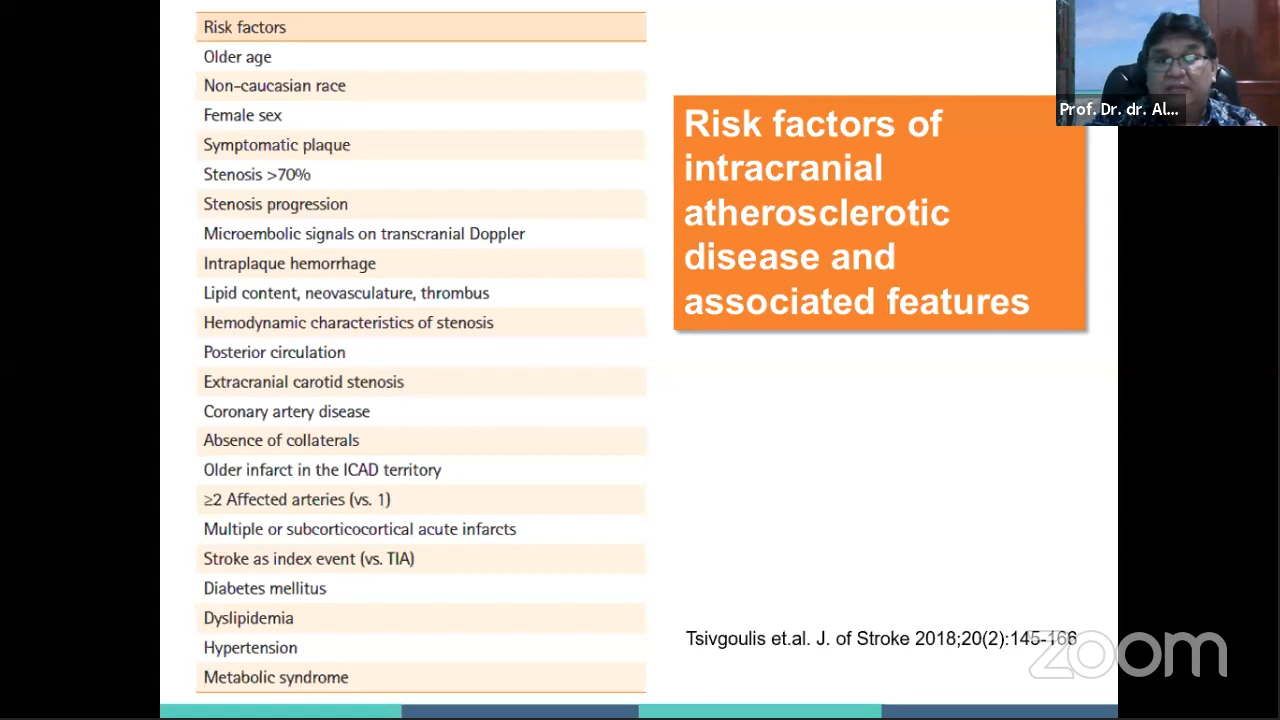 Risk factors
Older age
Non-caucasian race
Female sex
Symptomatic plaque
Stenosis >70%
Stenosis progression
Microembolic signals on transcranial Doppler
Intraplaque hemorrhage
Lipid content, neovasculature, thrombus
Hemodynamic characteristics of stenosis
Posterior circulation
Extracranial carotid stenosis
Coronary artery disease
Absence of collaterals
Older infarct in the ICAD territory
≥2 Affected arteries (vs. 1)
Multiple or subcorticocortical acute infarcts
Stroke as index event (vs. TIA)
Diabetes mellitus
Dyslipidemia
Hypertension
Metabolic syndrome
Risk factors of
intracranial
atherosclerotic
disease and
associated features
Prof. Dr. dr. Al...
Tsivgoulis et.al. J. of Stroke 2018;20(2):145-166
zoom